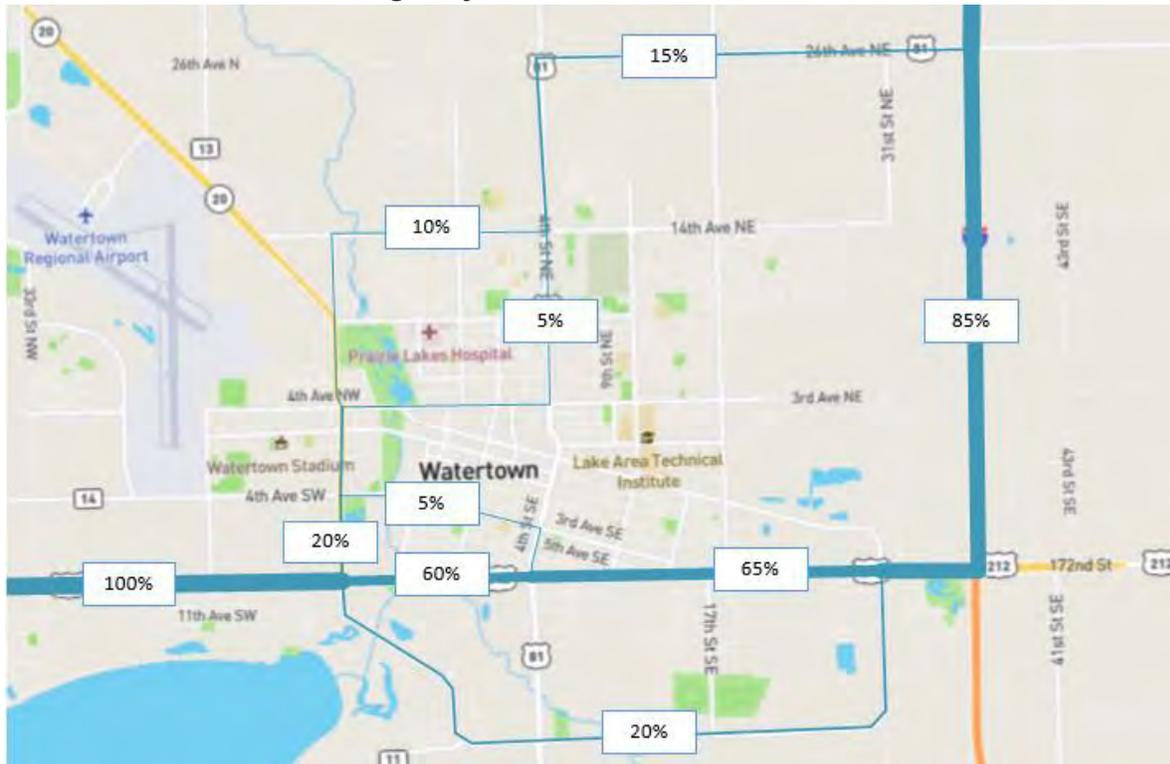 20
26th Ave N
81
15%
26th Ave NE
81
13
31st St NE
20
Watertown
Regional Airport
10%
4th St NE
14th Ave NE
43rd St SE
33rd St NW
5%
85%
Prairie Lakes Hospital
9th St NE
4th Ave NW
3rd Ave NE
Watertown Stadium
Watertown
Lake Area Technical
Institute
43rd St SE
14
4th Ave SW
5%
4th St SE
3rd Ave SE
5th Ave SE
20%
100%
60%
65%
212
172nd St
212
11th Ave SW
17th St SE
41st St SE
81
20%
11